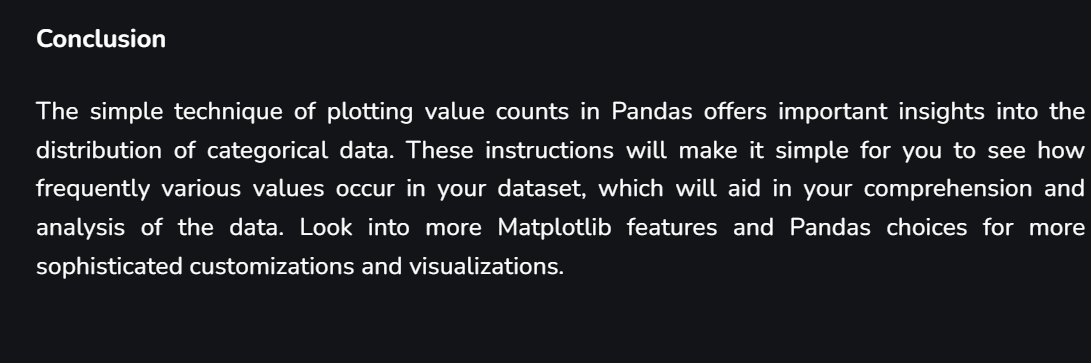 Conclusion
The simple technique of plotting value counts in Pandas offers important insights into the
distribution of categorical data. These instructions will make it simple for you to see how
frequently various values occur in your dataset, which will aid in your comprehension and
analysis of the data. Look into more Matplotlib features and Pandas choices for more
sophisticated customizations and visualizations.